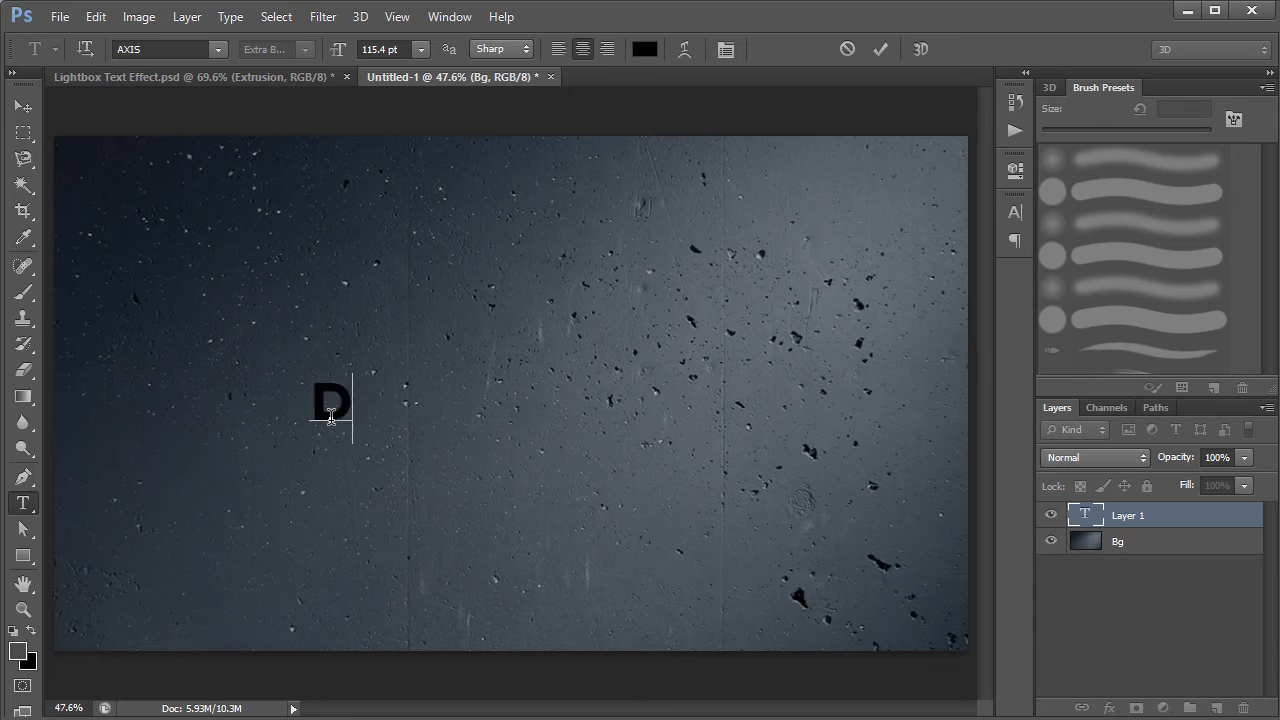 Ps File Edit Image Layer Type Select Filter 3D View Window Help
T AXIS Extra B... 115.4 pt Sharp 3D 3D
Lightbox Text Effect.psd @ 69.6% (Extrusion, RGB/8) * × Untitled-1 @ 47.6% (Bg, RGB/8) * ×
3D Brush Presets
Size:
D
Layers Channels Paths
Kind
Normal Opacity: 100%
Lock: Fill: 100%
T Layer 1
Bg
47.6% Doc: 5.93M/10.3M